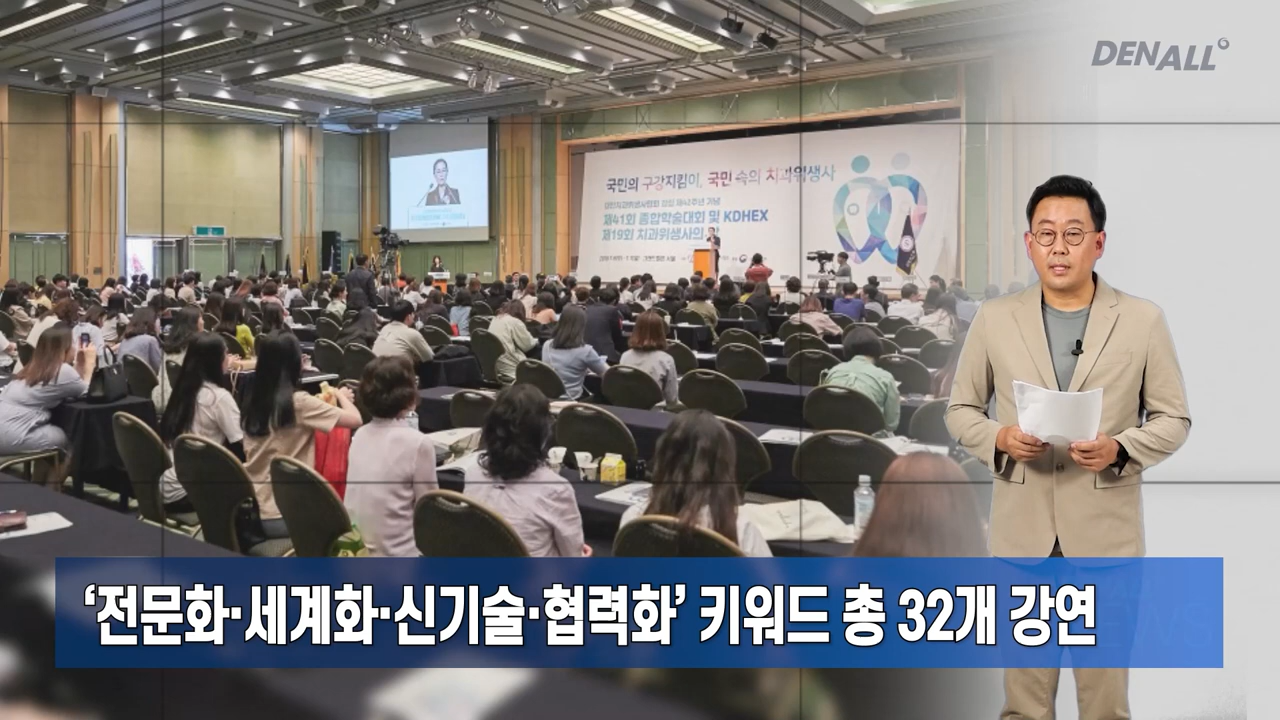 DENALL
국민의 구강지킴이, 국민 속의 치과위생사
제41회 종합학술대회 및 KDHEX
제19회 치과위생사의
‘전문화·세계화·신기술·협력화’ 키워드 총 32개 강연